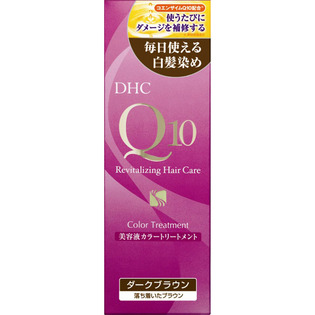 コエンザイムQ10配合*
使うたびに
ダメージを補修する
毎日使える
白髪染め
DHC
Q10
Revitalizing Hair Care
Color Treatment
美容液カラートリートメント
ダークブラウン
落ち着いたブラウン